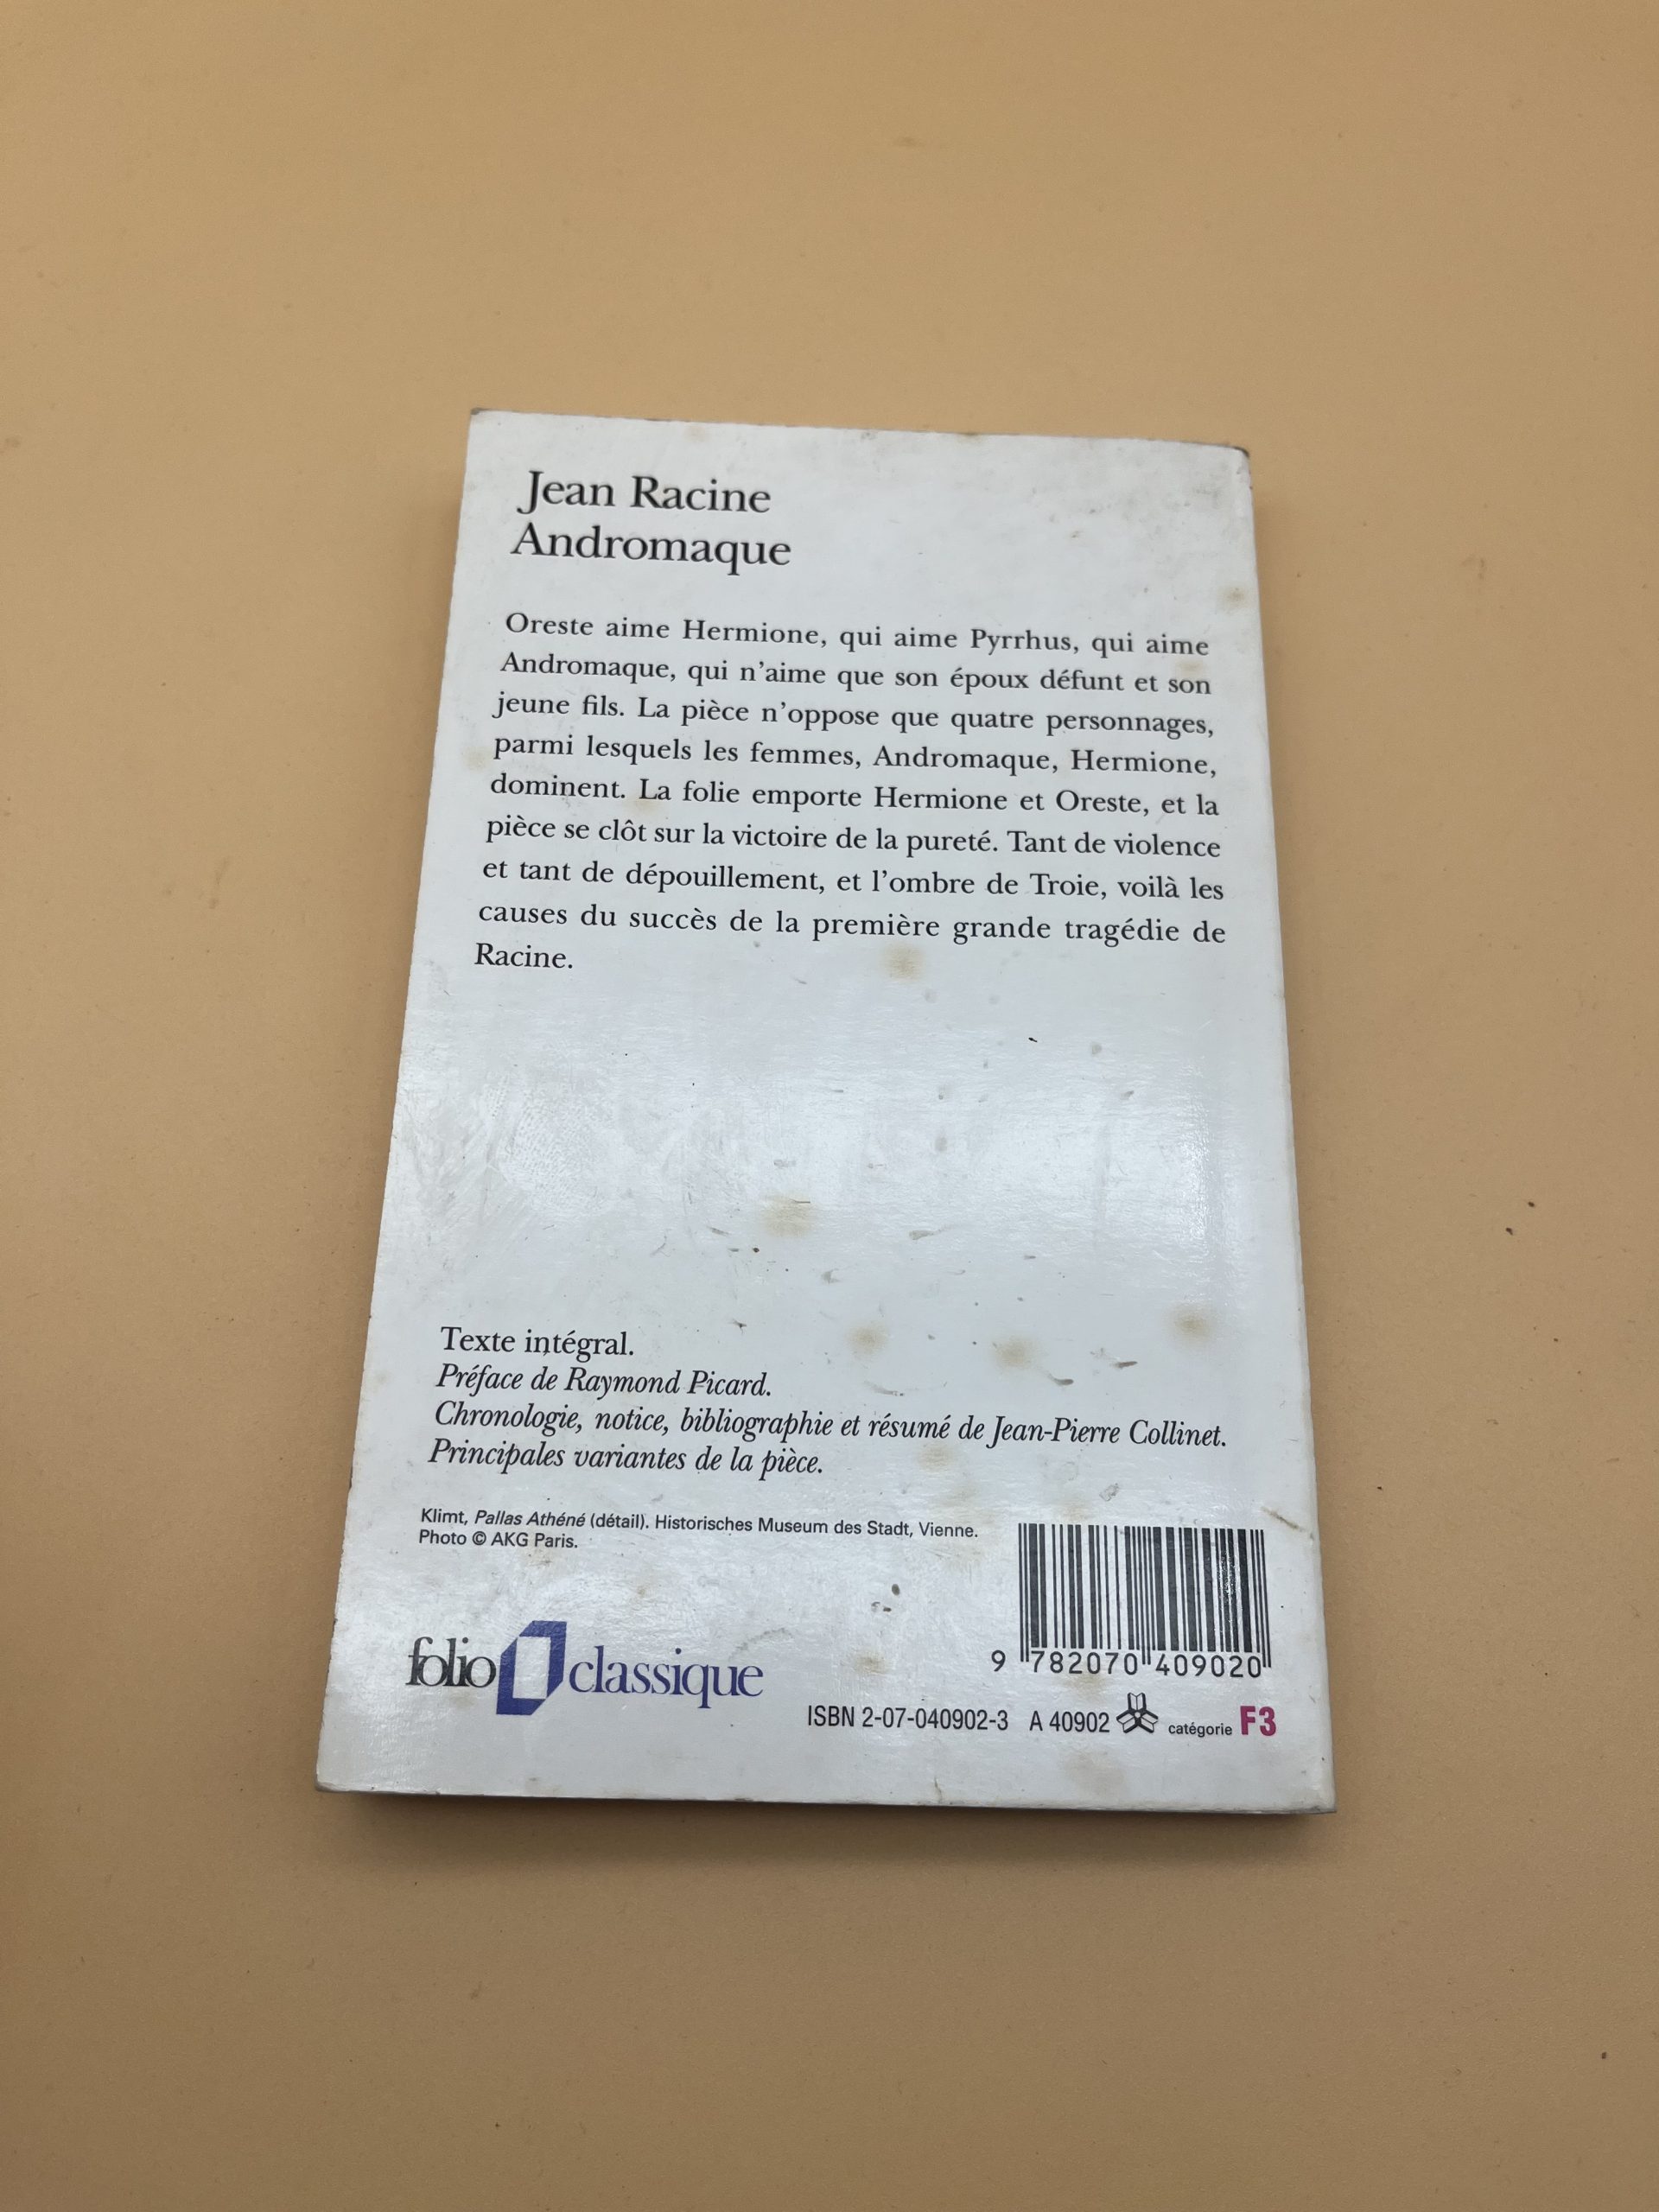 Jean Racine
Andromaque
Oreste aime Hermione, qui aime Pyrrhus, qui aime
Andromaque, qui n'aime que son époux défunt et son
jeune fils. La pièce n'oppose que quatre personnages,
parmi lesquels les femmes, Andromaque, Hermione,
dominent. La folie emporte Hermione et Oreste, et la
pièce se clôt sur la victoire de la pureté. Tant de violence
et tant de dépouillement, et l'ombre de Troie, voilà les
causes du succès de la première grande tragédie de
Racine.
Texte intégral.
Préface de Raymond Picard.
Chronologie, notice, bibliographie et résumé de Jean-Pierre Collinet.
Principales variantes de la pièce.
Klimt, Pallas Athéné (détail). Historisches Museum des Stadt, Vienne.
Photo © AKG Paris.
folio classique
9 782070 409020
ISBN 2-07-040902-3 A 40902 catégorie F3